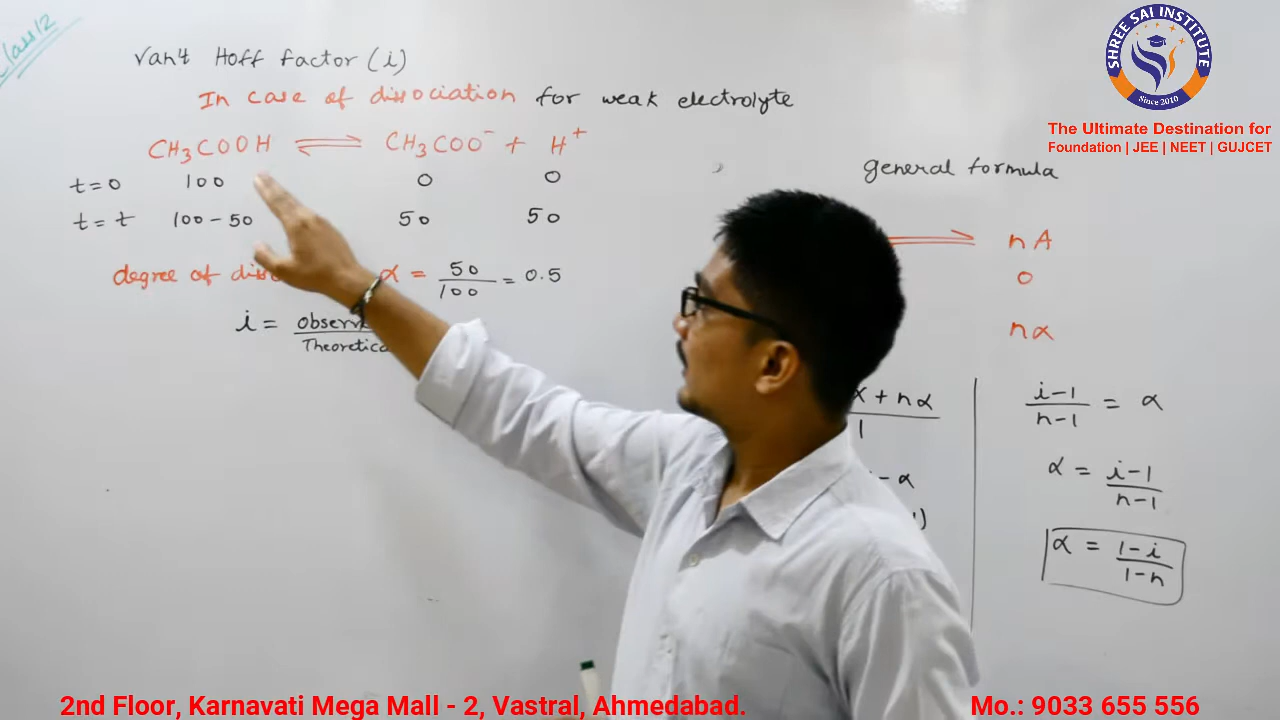 Class 12
Van't Hoff factor (i)
In case of dissociation for weak electrolyte
CH₃COOH ⇌ CH₃COO⁻ + H⁺
t = 0 100 0 0
t = t 100 - 50 50 50
degree of α = 50/100 = 0.5
i =
general formula
nA
0
nα
+ nα
1
- α
i-1/n-1 = α
α = i-1/n-1
α = 1-i/1-n
SHREE SAI INSTITUTE
Since 2010
The Ultimate Destination for
Foundation | JEE | NEET | GUJCET
2nd Floor, Karnavati Mega Mall - 2, Vastral, Ahmedabad.
Mo.: 9033 655 556